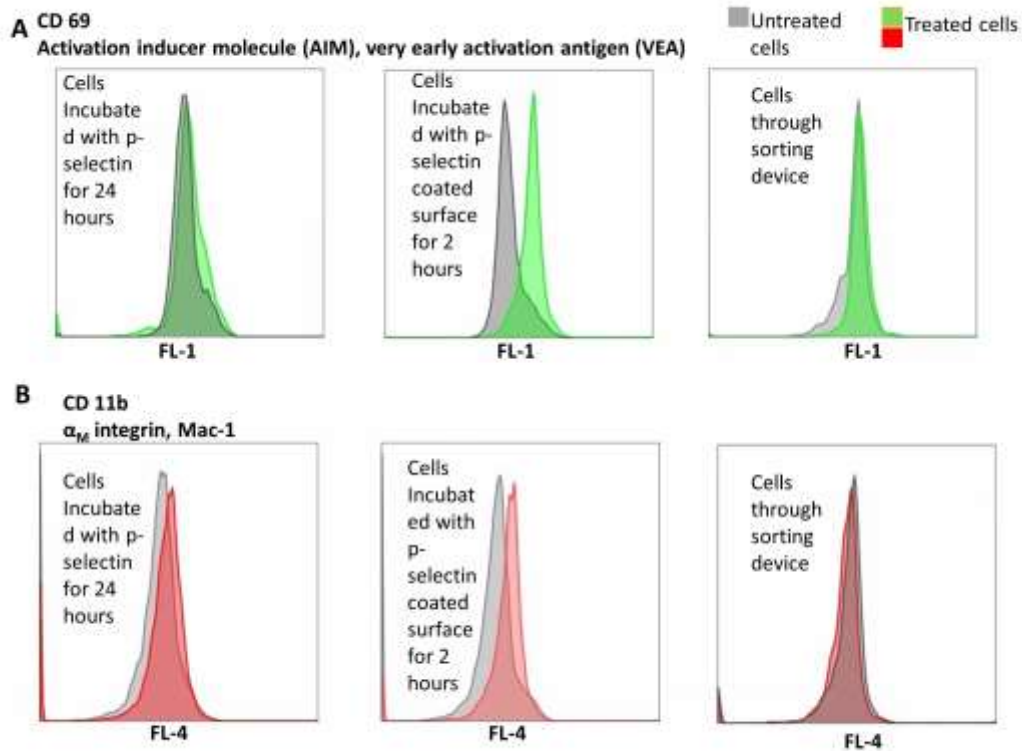 A
CD 69
Activation inducer molecule (AIM), very early activation antigen (VEA)
Untreated
cells
Treated cells
Cells
Incubate
d with p-
selectin
for 24
hours
FL-1
Cells
Incubate
d with p-
selectin
coated
surface
for 2
hours
FL-1
Cells
through
sorting
device
FL-1
B
CD 11b
αM integrin, Mac-1
Cells
Incubate
d with p-
selectin
for 24
hours
FL-4
Cells
Incubat
ed with
p-
selectin
coated
surface
for 2
hours
FL-4
Cells
through
sorting
device
FL-4